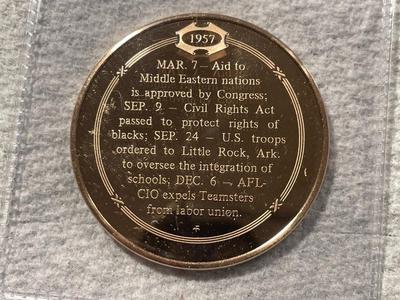 1957
MAR. 7 – Aid to
Middle Eastern nations
is approved by Congress;
SEP. 9 – Civil Rights Act
passed to protect rights of
blacks; SEP. 24 – U.S. troops
ordered to Little Rock, Ark.
to oversee the integration of
schools; DEC. 6 – AFL-
CIO expels Teamsters
from labor union.